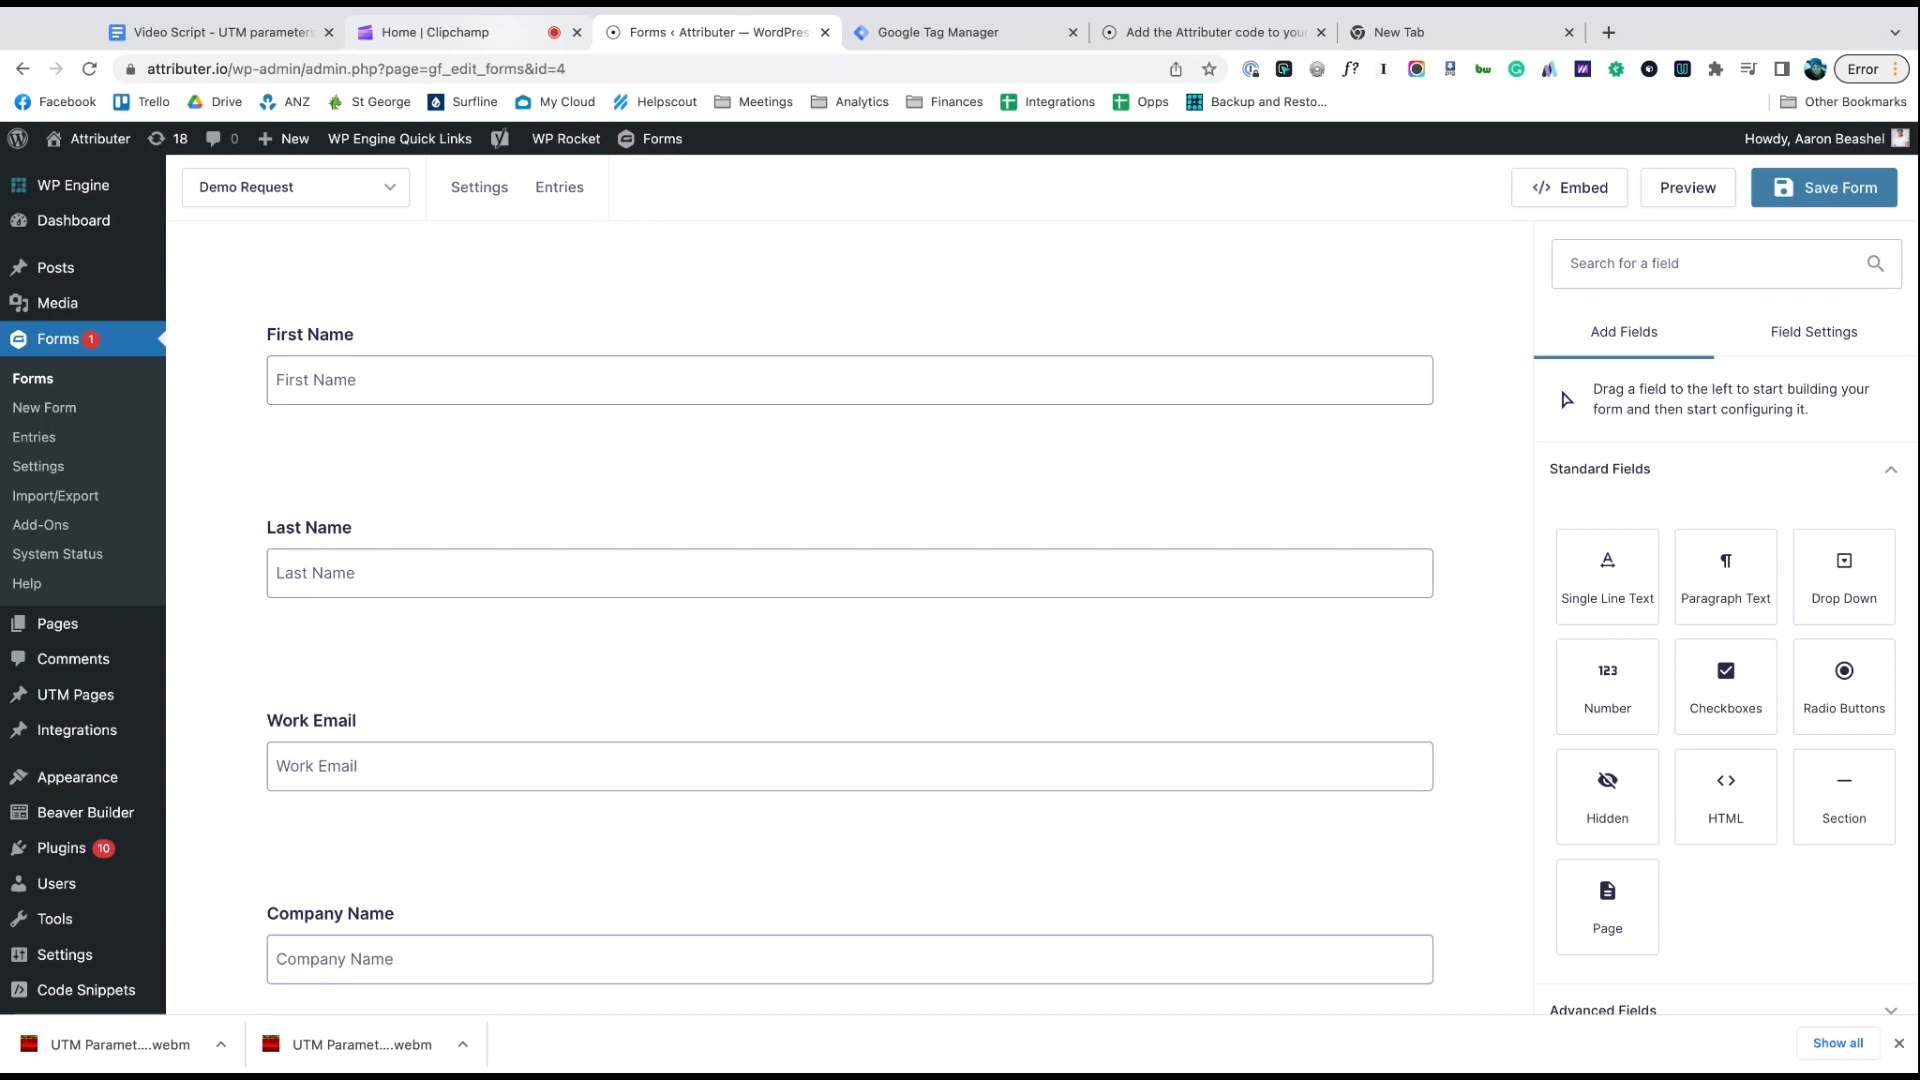 Video Script - UTM parameters
Home | Clipchamp
Forms ‹ Attributer — WordPres
Google Tag Manager
Add the Attributer code to your
New Tab
attributer.io/wp-admin/admin.php?page=gf_edit_forms&id=4
Error
Facebook
Trello
Drive
ANZ
St George
Surfline
My Cloud
Helpscout
Meetings
Analytics
Finances
Integrations
Opps
Backup and Resto...
Other Bookmarks
Attributer
18
0
New
WP Engine Quick Links
WP Rocket
Forms
Howdy, Aaron Beashel
WP Engine
Dashboard
Posts
Media
Forms 1
Forms
New Form
Entries
Settings
Import/Export
Add-Ons
System Status
Help
Pages
Comments
UTM Pages
Integrations
Appearance
Beaver Builder
Plugins 10
Users
Tools
Settings
Code Snippets
Demo Request
Settings
Entries
</> Embed
Preview
Save Form
First Name
First Name
Last Name
Last Name
Work Email
Work Email
Company Name
Company Name
Search for a field
Add Fields
Field Settings
Drag a field to the left to start building your
form and then start configuring it.
Standard Fields
Single Line Text
Paragraph Text
Drop Down
123
Number
Checkboxes
Radio Buttons
Hidden
HTML
Section
Page
Advanced Fields
UTM Paramet....webm
UTM Paramet....webm
Show all